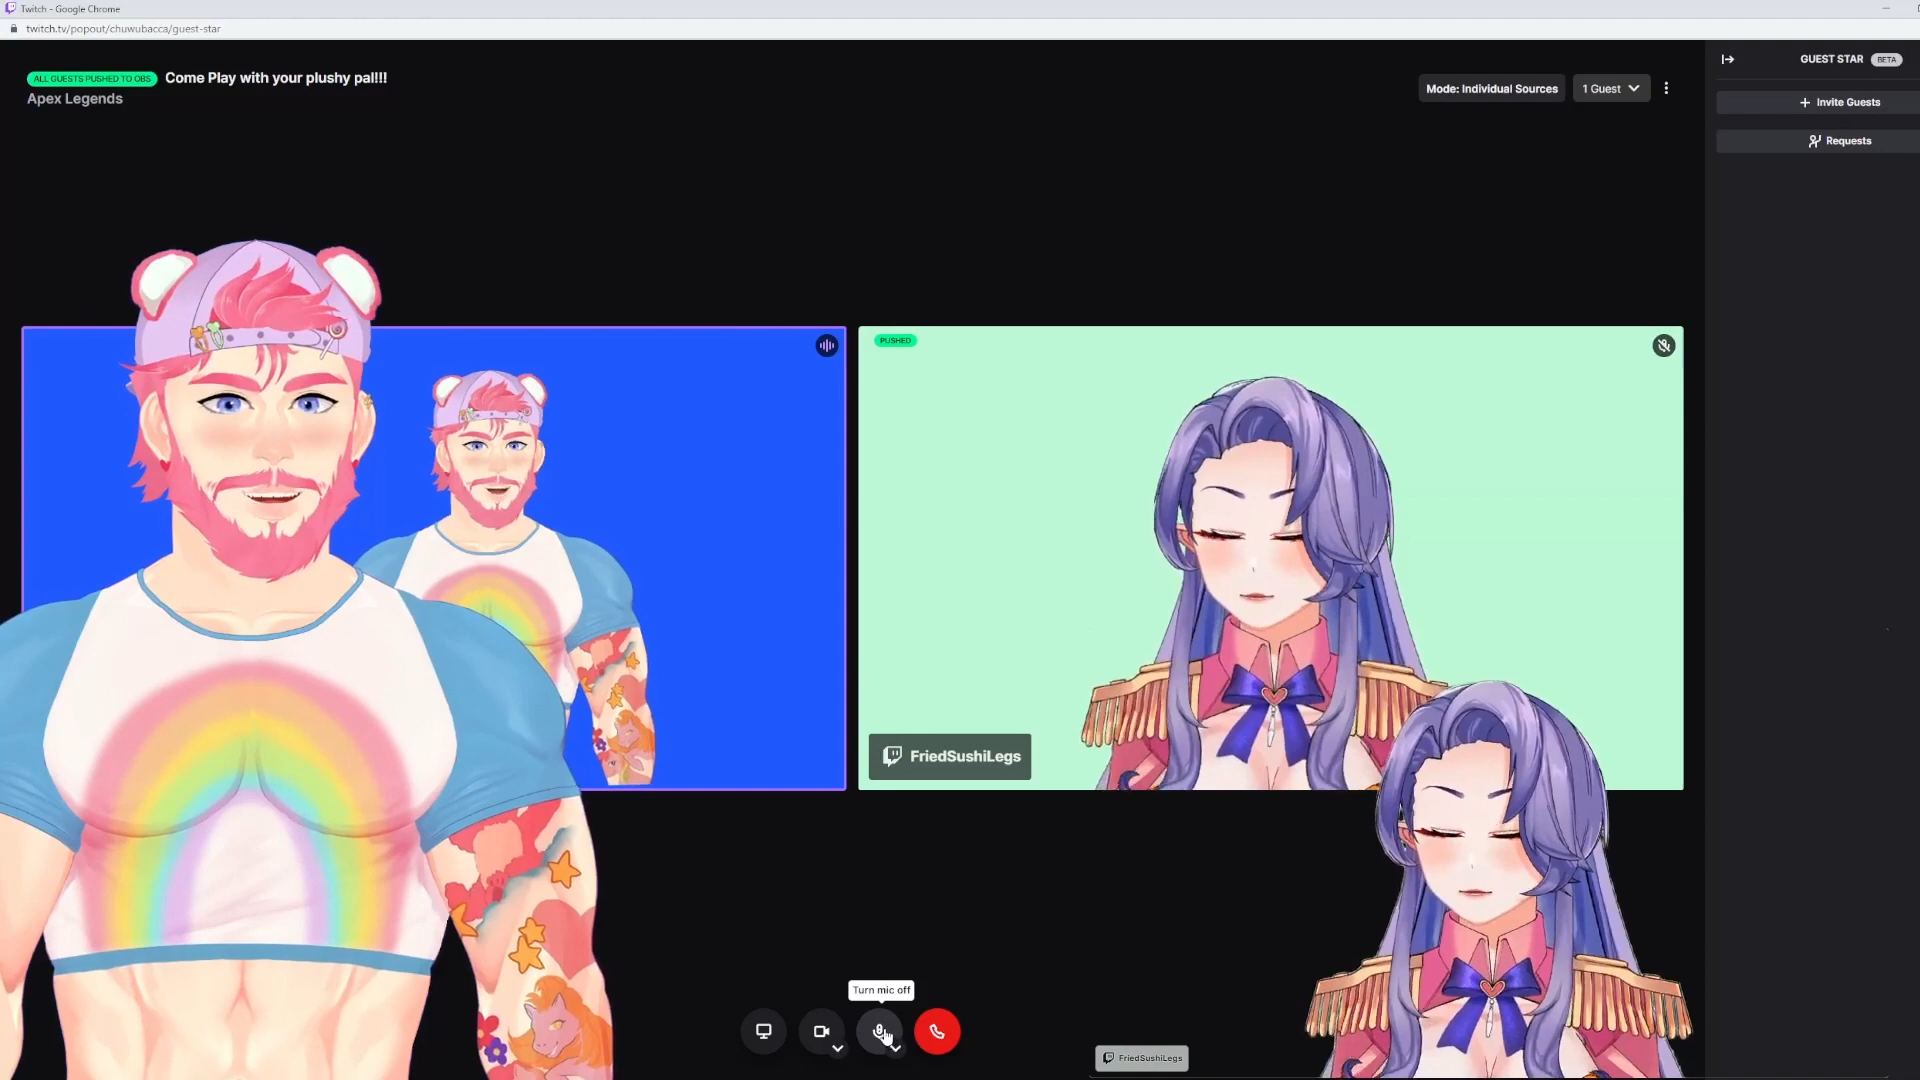 Twitch - Google Chrome
twitch.tv/popout/chuwubacca/guest-star
ALL GUESTS PUSHED TO OBS Come Play with your plushy pal!!!
Apex Legends
Mode: Individual Sources
1 Guest
GUEST STAR BETA
Invite Guests
Requests
PUSHED
FriedSushiLegs
Turn mic off
FriedSushiLegs